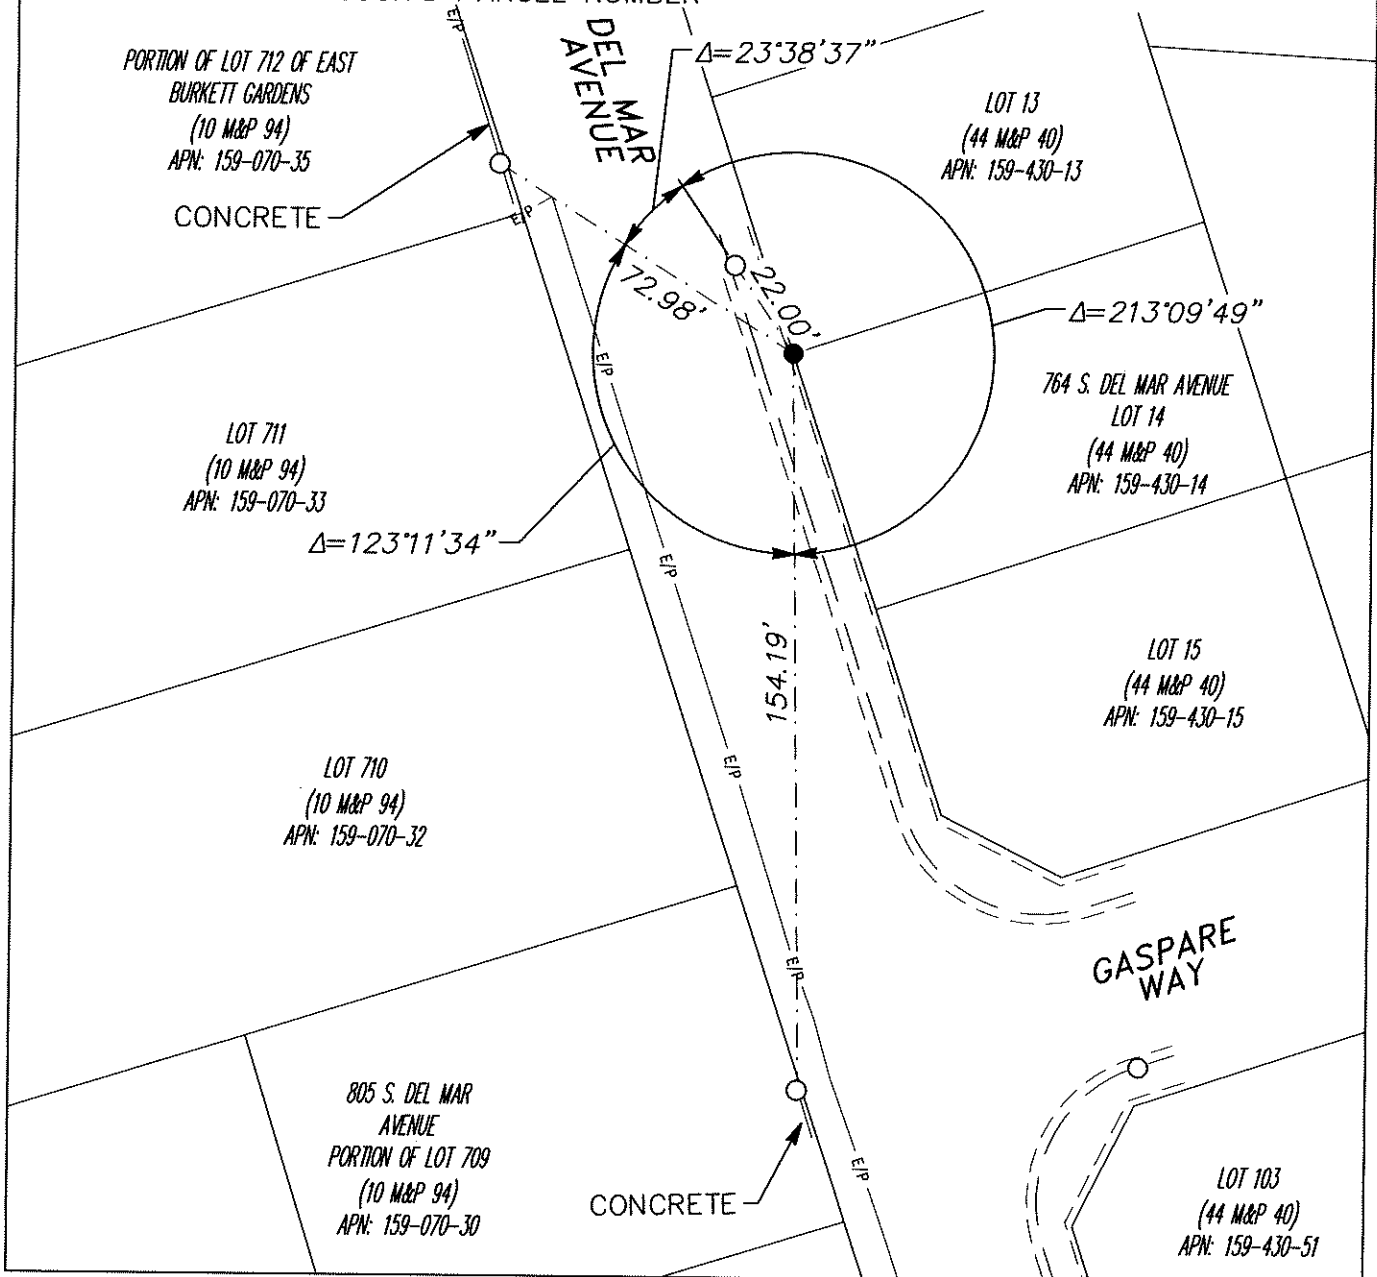 PORTION OF LOT 712 OF EAST
BURKETT GARDENS
(10 M&P 94)
APN: 159-070-35
CONCRETE
E/P
DEL MAR
AVENUE
Δ=23°38'37"
LOT 13
(44 M&P 40)
APN: 159-430-13
E/P
72.98'
22.00'
Δ=213°09'49"
764 S. DEL MAR AVENUE
LOT 14
(44 M&P 40)
APN: 159-430-14
E/P
LOT 711
(10 M&P 94)
APN: 159-070-33
Δ=123°11'34"
E/P
154.19'
LOT 15
(44 M&P 40)
APN: 159-430-15
LOT 710
(10 M&P 94)
APN: 159-070-32
E/P
E/P
GASPARE
WAY
805 S. DEL MAR
AVENUE
PORTION OF LOT 709
(10 M&P 94)
APN: 159-070-30
CONCRETE
E/P
LOT 103
(44 M&P 40)
APN: 159-430-51